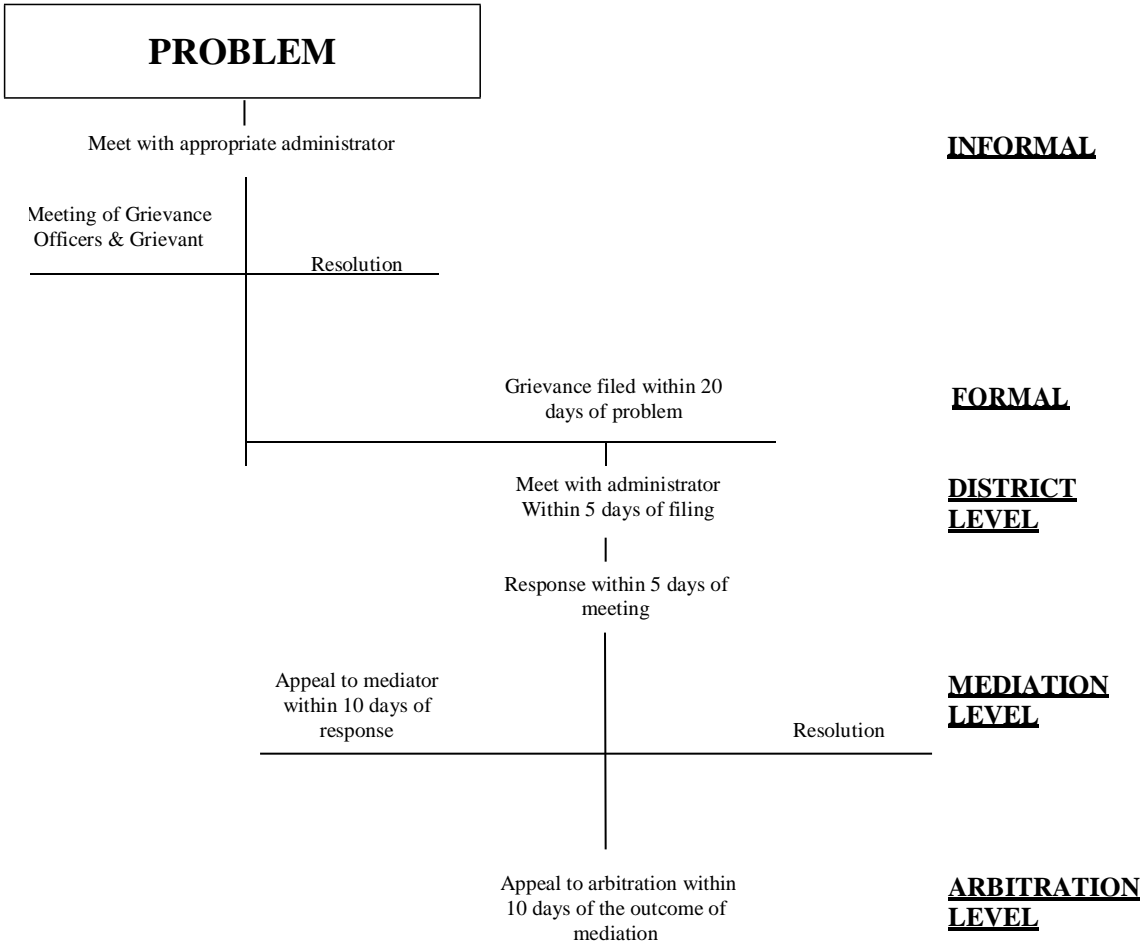 PROBLEM
Meet with appropriate administrator
INFORMAL
Meeting of Grievance
Officers & Grievant
Resolution
Grievance filed within 20
days of problem
FORMAL
Meet with administrator
Within 5 days of filing
DISTRICT
LEVEL
Response within 5 days of
meeting
Appeal to mediator
within 10 days of
response
Resolution
MEDIATION
LEVEL
Appeal to arbitration within
10 days of the outcome of
mediation
ARBITRATION
LEVEL